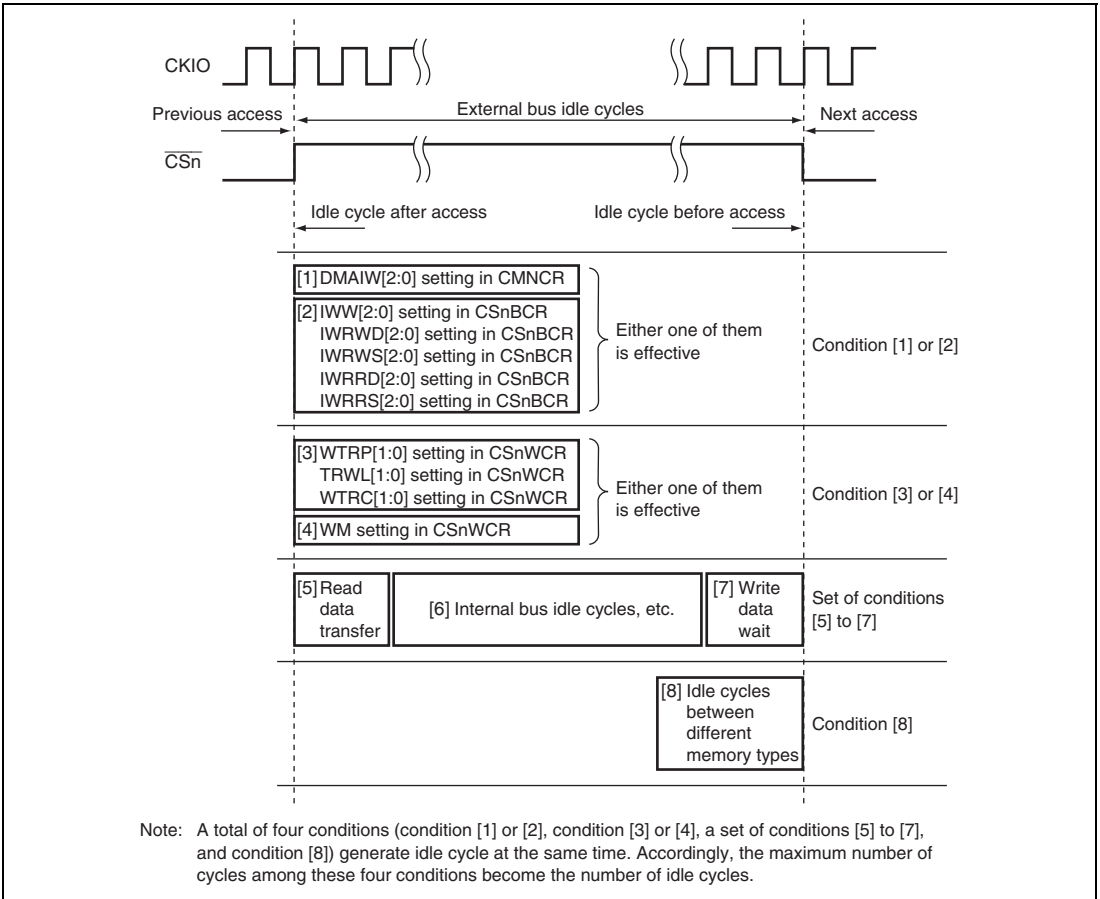 CKIO
Previous access
External bus idle cycles
Next access
CSn
Idle cycle after access
Idle cycle before access
[1] DMAIW[2:0] setting in CMNCR
[2] IWW[2:0] setting in CSnBCR
IWRWD[2:0] setting in CSnBCR
IWRWS[2:0] setting in CSnBCR
IWRRD[2:0] setting in CSnBCR
IWRRS[2:0] setting in CSnBCR
Either one of them
is effective
Condition [1] or [2]
[3] WTRP[1:0] setting in CSnWCR
TRWL[1:0] setting in CSnWCR
WTRC[1:0] setting in CSnWCR
[4] WM setting in CSnWCR
Either one of them
is effective
Condition [3] or [4]
[5] Read
data
transfer
[6] Internal bus idle cycles, etc.
[7] Write
data
wait
Set of conditions
[5] to [7]
[8] Idle cycles
between
different
memory types
Condition [8]
Note: A total of four conditions (condition [1] or [2], condition [3] or [4], a set of conditions [5] to [7],
and condition [8]) generate idle cycle at the same time. Accordingly, the maximum number of
cycles among these four conditions become the number of idle cycles.